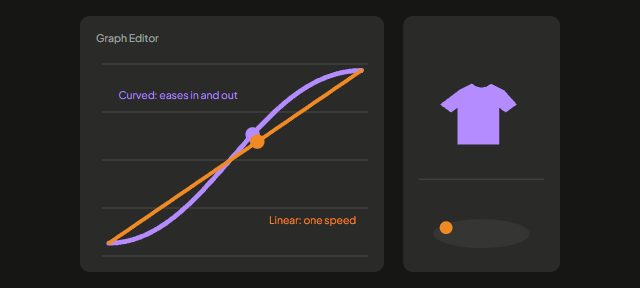 Graph Editor
Curved: eases in and out
Linear: one speed